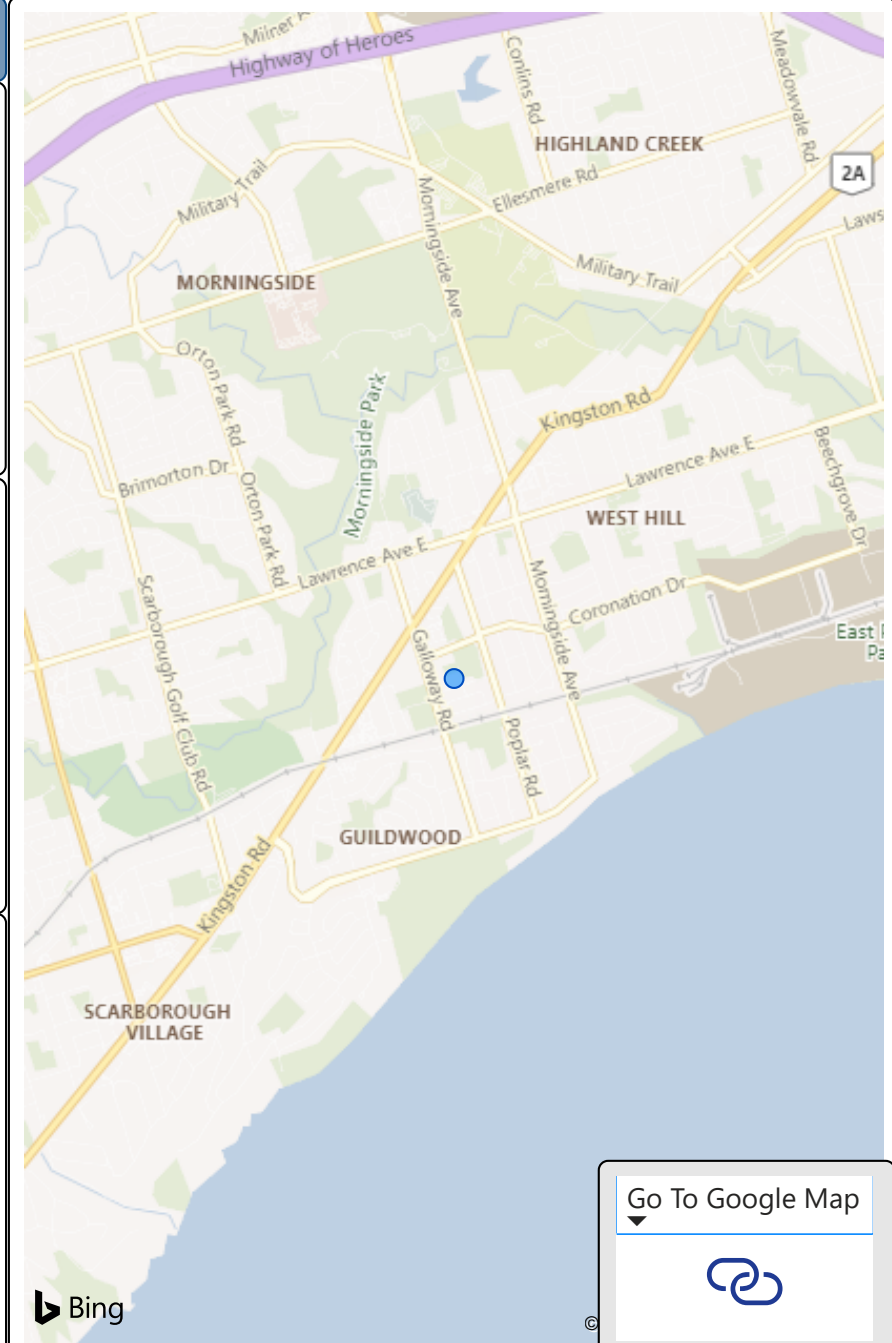 Milner A
Highway of Heroes
Conlins Rd
Meadowvale Rd
HIGHLAND CREEK
2A
Military Trail
Ellesmere Rd
Morningside Ave
Laws
Military Trail
MORNINGSIDE
Orton Park Rd
Morningside Park
Kingston Rd
Brimorton Dr
Lawrence Ave E
Beechgrove Dr
Orton Park Rd
WEST HILL
Lawrence Ave E
Scarborough Golf Club Rd
Morningside Ave
Coronation Dr
East P
Pa
Galloway Rd
Poplar Rd
GUILDWOOD
Kingston Rd
SCARBOROUGH
VILLAGE
Go To Google Map
Bing
©